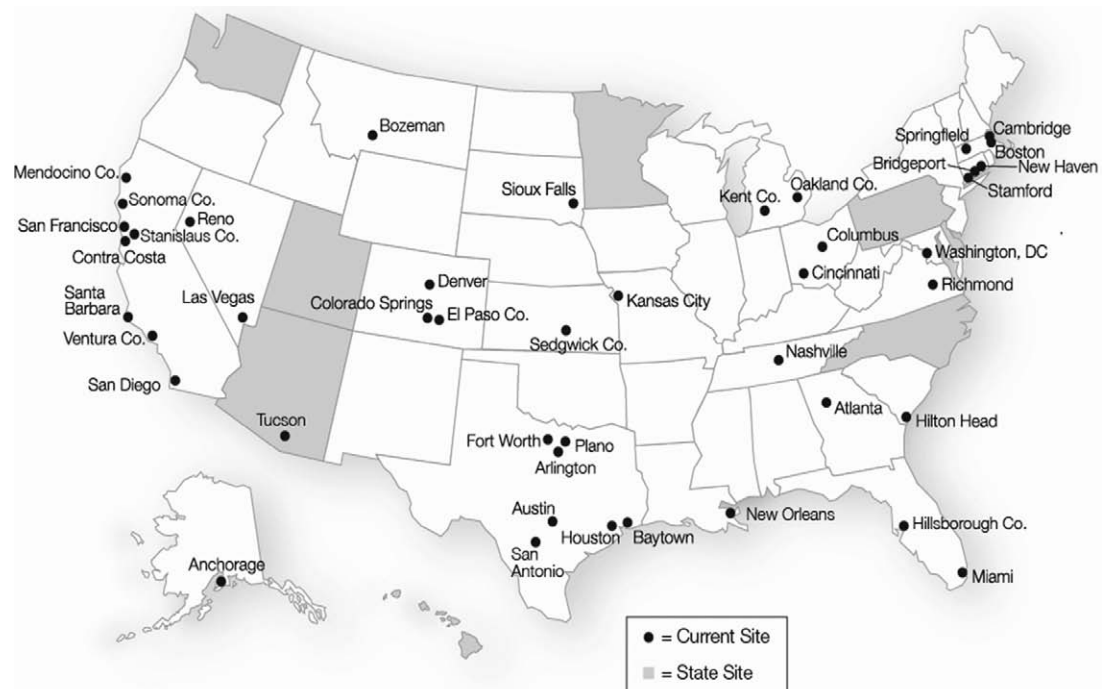 Bozeman
Springfield
Cambridge
Boston
Bridgeport
New Haven
Stamford
Mendocino Co.
Sioux Falls
Kent Co.
Oakland Co.
Sonoma Co.
San Francisco
Reno
Stanislaus Co.
Contra Costa
Columbus
Washington, DC
Cincinnati
Richmond
Denver
Santa
Barbara
Las Vegas
Colorado Springs
El Paso Co.
Kansas City
Ventura Co.
Sedgwick Co.
Nashville
San Diego
Atlanta
Hilton Head
Tucson
Fort Worth
Plano
Arlington
Austin
Houston
Baytown
New Orleans
Hillsborough Co.
San
Antonio
Anchorage
Miami
= Current Site
= State Site